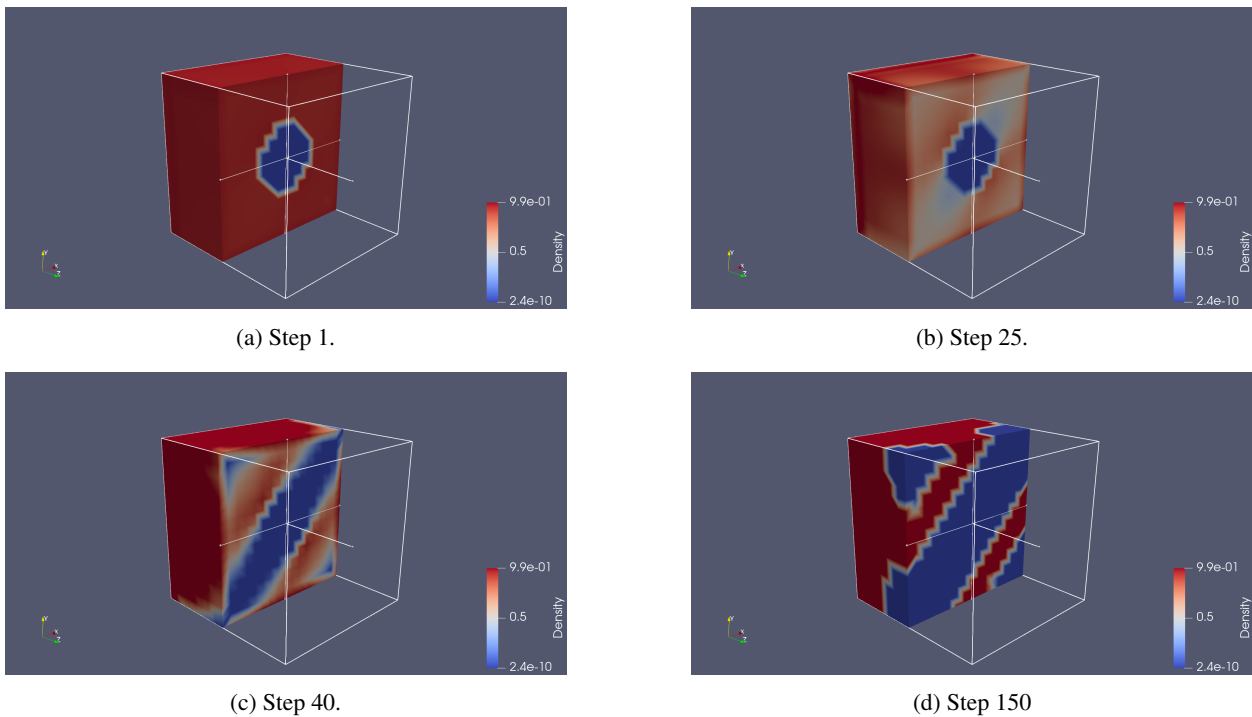 9.9e-01
0.5
2.4e-10
Density
Y
X
Z
(a) Step 1.
9.9e-01
0.5
2.4e-10
Density
Y
X
Z
(b) Step 25.
9.9e-01
0.5
2.4e-10
Density
Y
X
Z
(c) Step 40.
9.9e-01
0.5
2.4e-10
Density
Y
X
Z
(d) Step 150